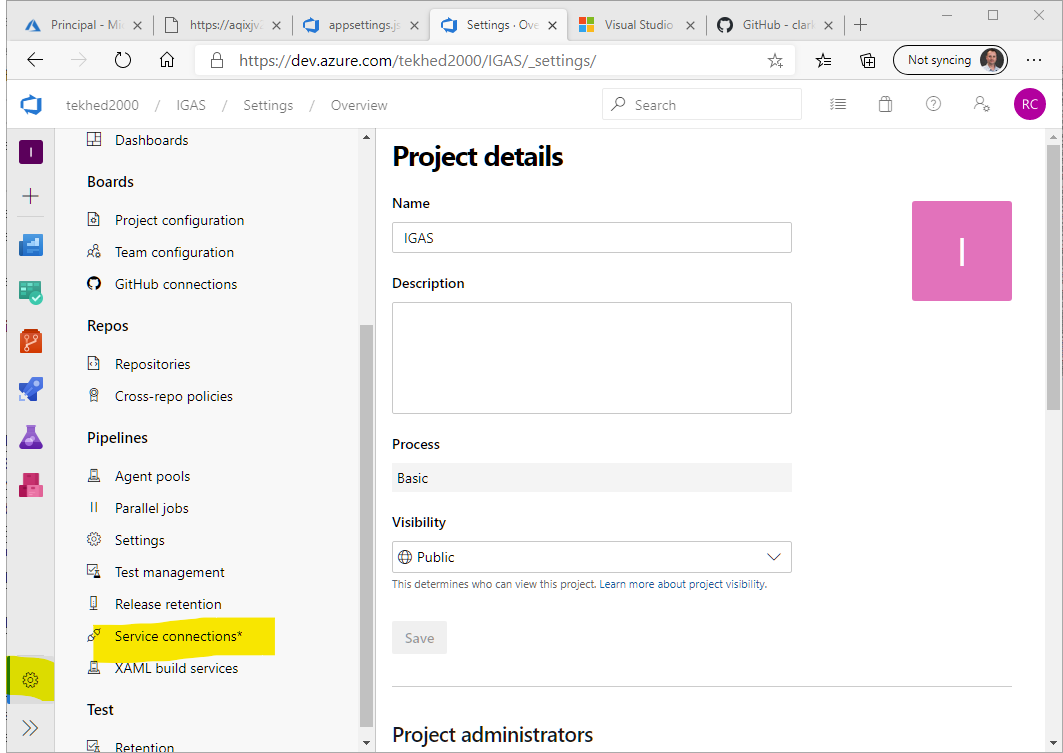 Principal - Mi
https://aqixjv
appsettings.js
Settings · Ove
Visual Studio
GitHub - clar
https://dev.azure.com/tekhed2000/IGAS/_settings/
Not syncing
tekhed2000 / IGAS / Settings / Overview
Search
RC
I
Dashboards
Boards
Project configuration
Team configuration
GitHub connections
Repos
Repositories
Cross-repo policies
Pipelines
Agent pools
Parallel jobs
Settings
Test management
Release retention
Service connections*
XAML build services
Test
Retention
Project details
Name
IGAS
I
Description
Process
Basic
Visibility
Public
This determines who can view this project. Learn more about project visibility.
Save
Project administrators